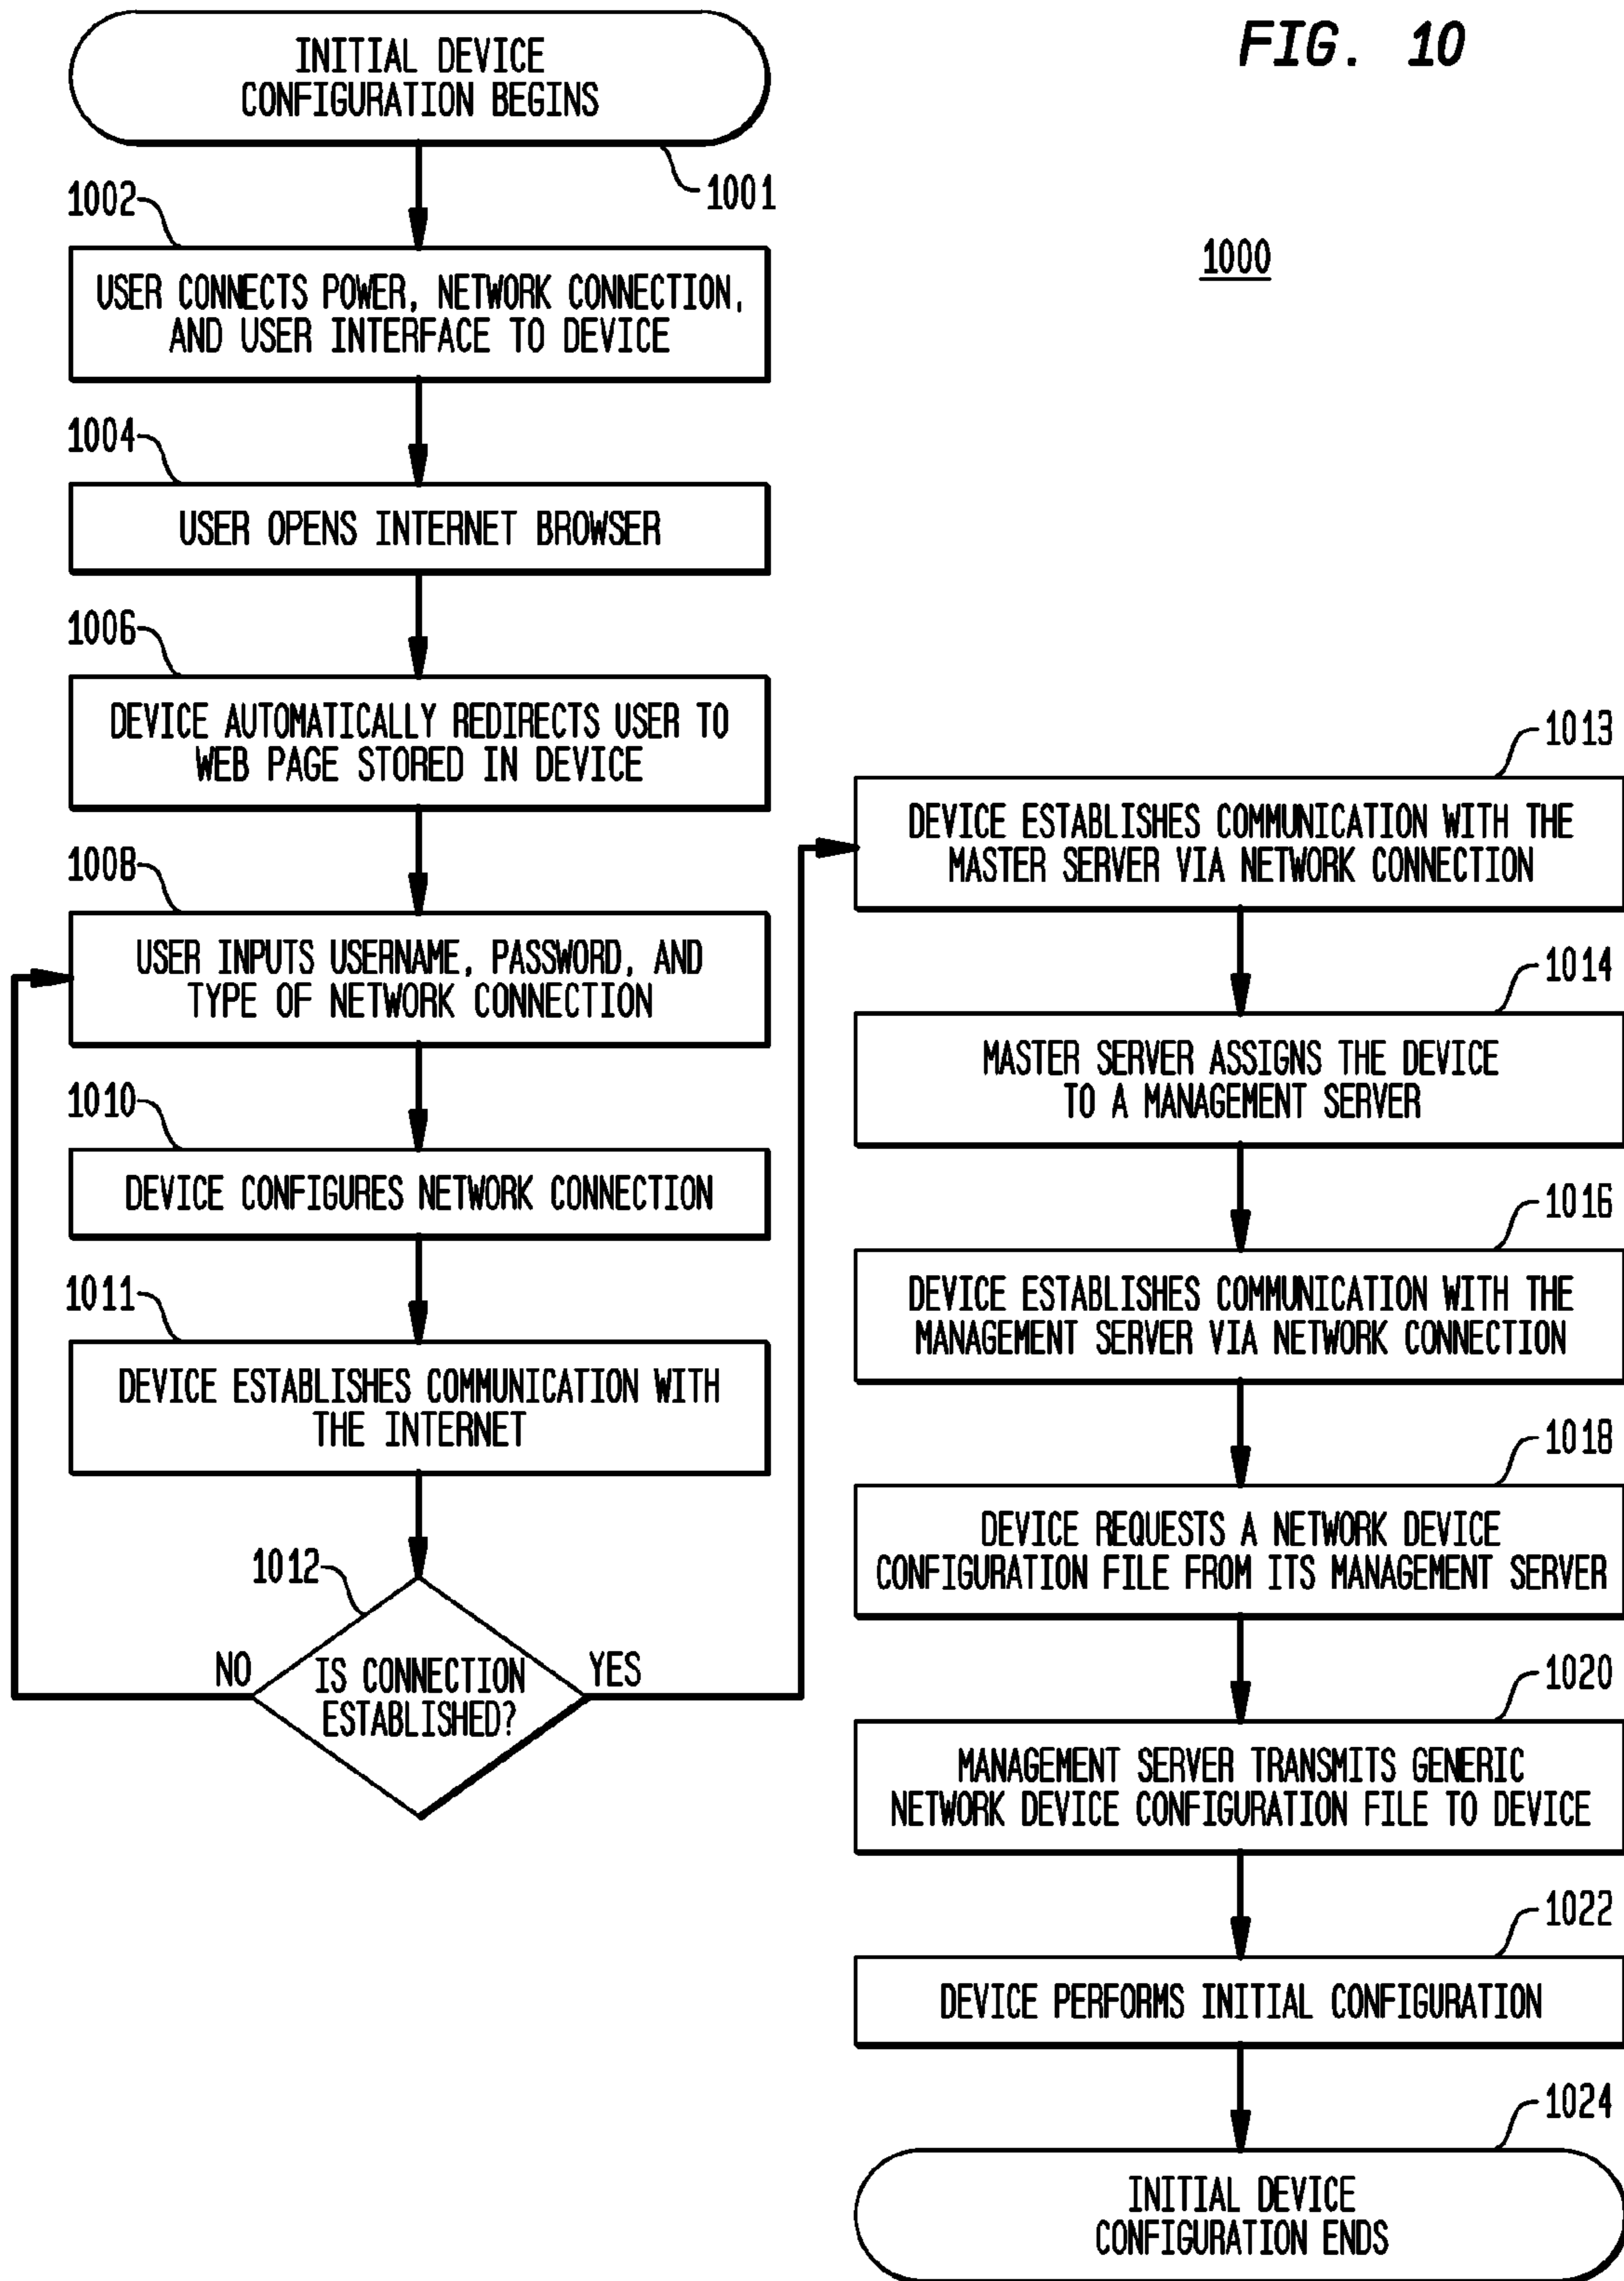 FIG. 10
1000
INITIAL DEVICE
CONFIGURATION BEGINS
1001
1002
USER CONNECTS POWER, NETWORK CONNECTION,
AND USER INTERFACE TO DEVICE
1004
USER OPENS INTERNET BROWSER
1006
DEVICE AUTOMATICALLY REDIRECTS USER TO
WEB PAGE STORED IN DEVICE
1008
USER INPUTS USERNAME, PASSWORD, AND
TYPE OF NETWORK CONNECTION
1010
DEVICE CONFIGURES NETWORK CONNECTION
1011
DEVICE ESTABLISHES COMMUNICATION WITH
THE INTERNET
1012
NO
IS CONNECTION
ESTABLISHED?
YES
1013
DEVICE ESTABLISHES COMMUNICATION WITH THE
MASTER SERVER VIA NETWORK CONNECTION
1014
MASTER SERVER ASSIGNS THE DEVICE
TO A MANAGEMENT SERVER
1016
DEVICE ESTABLISHES COMMUNICATION WITH THE
MANAGEMENT SERVER VIA NETWORK CONNECTION
1018
DEVICE REQUESTS A NETWORK DEVICE
CONFIGURATION FILE FROM ITS MANAGEMENT SERVER
1020
MANAGEMENT SERVER TRANSMITS GENERIC
NETWORK DEVICE CONFIGURATION FILE TO DEVICE
1022
DEVICE PERFORMS INITIAL CONFIGURATION
1024
INITIAL DEVICE
CONFIGURATION ENDS